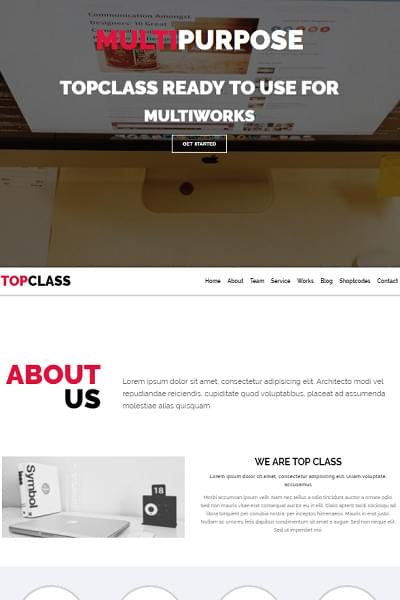 Communication Amongst
Designers: 10 Great
MULTIPURPOSE
TOPCLASS READY TO USE FOR
MULTIWORKS
GET STARTED
TOPCLASS
Home About Team Service Works Blog Shoptcodes Contact
ABOUT
US
Lorem ipsum dolor sit amet, consectetur adipisicing elit. Architecto modi vel
repudiandae reiciendis, cupiditate quod voluptatibus, placeat ad assumenda
molestiae alias quisquam
Symbol
18
WE ARE TOP CLASS
Lorem ipsum dolor sit amet, consectetur adipisicing elit. Ullam voluptate,
accusamus
Morbi accumsan ipsum velit. Nam nec tellus a odio tincidunt auctor a ornare odio.
Sed non mauris vitae erat consequat auctor eu in elit. Class aptent taciti sociosqu ad
litora torquent per conubia nostra, per inceptos himenaeos. Mauris in erat justo.
Nullam ac urna eu felis dapibus condimentum sit amet a augue. Sed non neque elit.
Sed ut imperdiet nisi